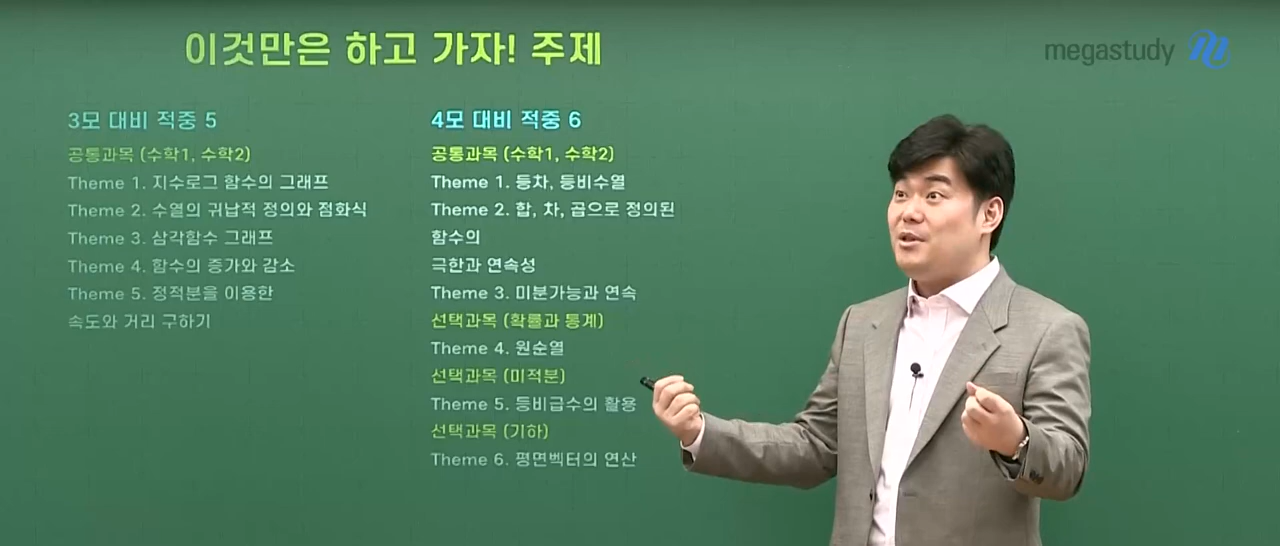 이것만은 하고 가자! 주제
megastudy
3모 대비 적중 5
공통과목 (수학1, 수학2)
Theme 1. 지수로그 함수의 그래프
Theme 2. 수열의 귀납적 정의와 점화식
Theme 3. 삼각함수 그래프
Theme 4. 함수의 증가와 감소
Theme 5. 정적분을 이용한
속도와 거리 구하기
4모 대비 적중 6
공통과목 (수학1, 수학2)
Theme 1. 등차, 등비수열
Theme 2. 합, 차, 곱으로 정의된
함수의
극한과 연속성
Theme 3. 미분가능과 연속
선택과목 (확률과 통계)
Theme 4. 원순열
선택과목 (미적분)
Theme 5. 등비급수의 활용
선택과목 (기하)
Theme 6. 평면벡터의 연산